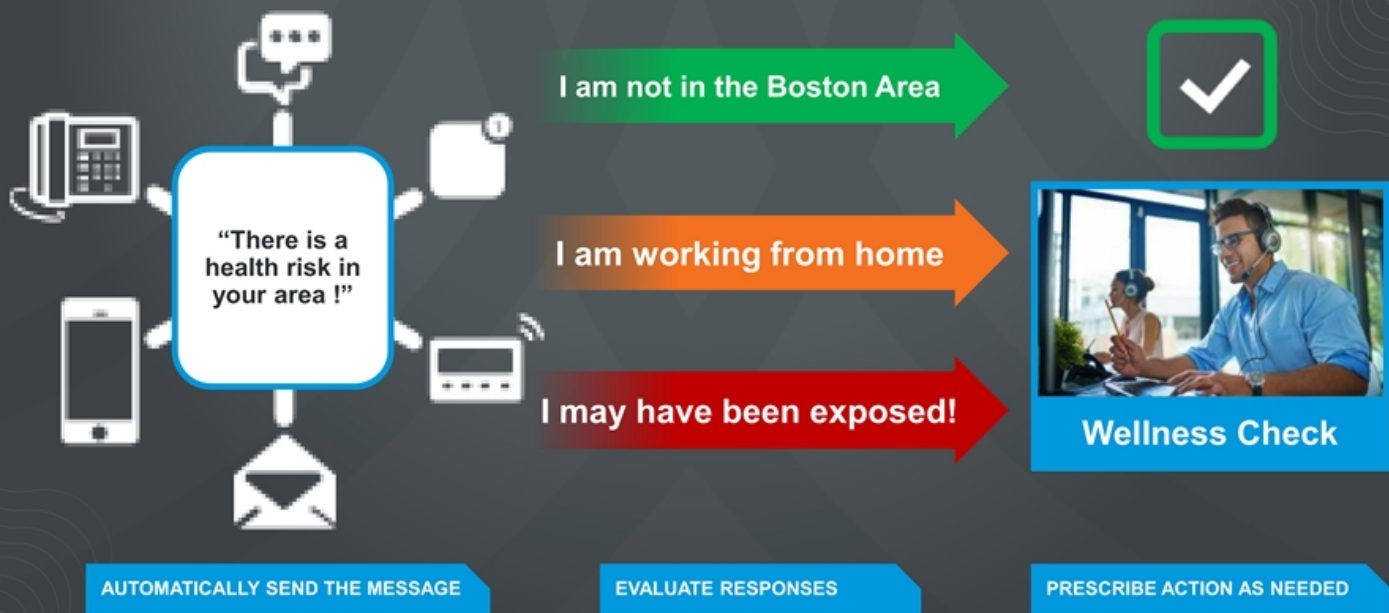 “There is a
health risk in
your area !”
I am not in the Boston Area
I am working from home
I may have been exposed!
Wellness Check
AUTOMATICALLY SEND THE MESSAGE
EVALUATE RESPONSES
PRESCRIBE ACTION AS NEEDED